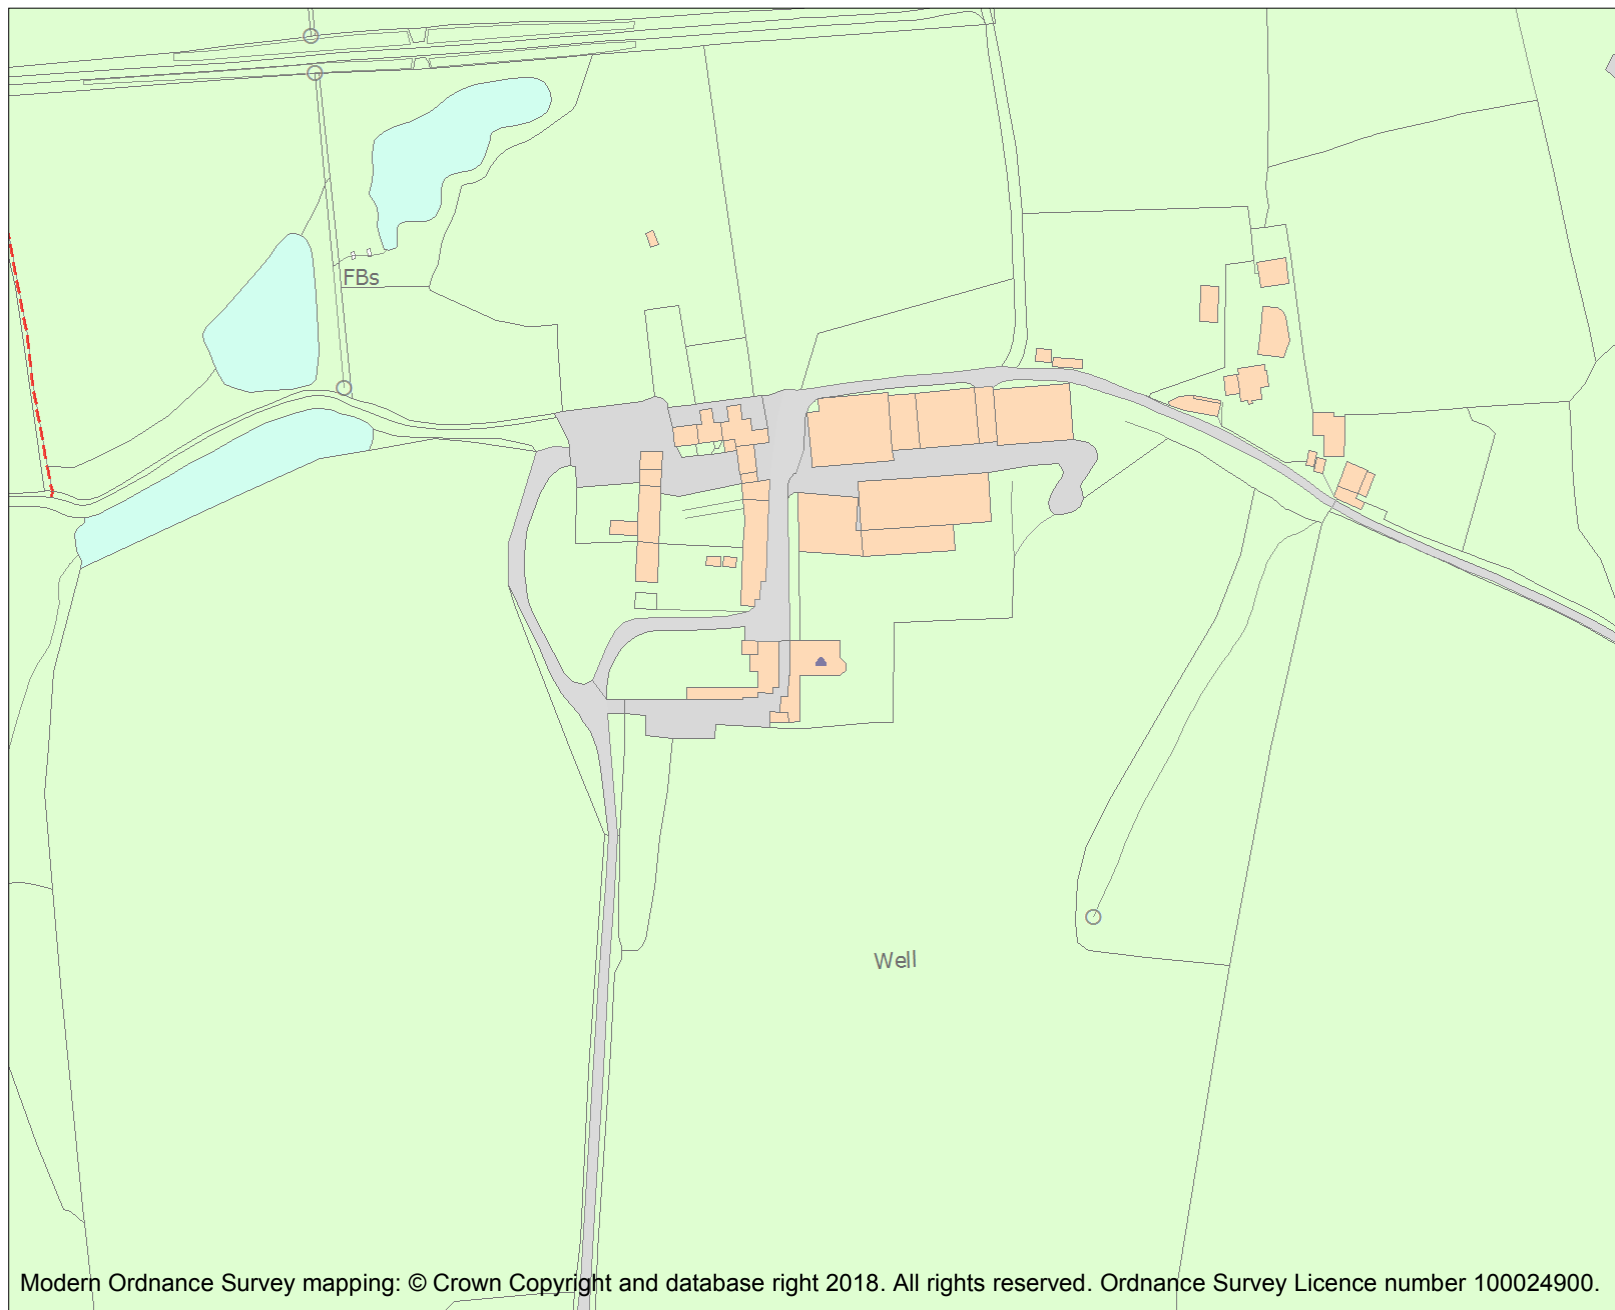 FBs
Well
Modern Ordnance Survey mapping: © Crown Copyright and database right 2018. All rights reserved. Ordnance Survey Licence number 100024900.